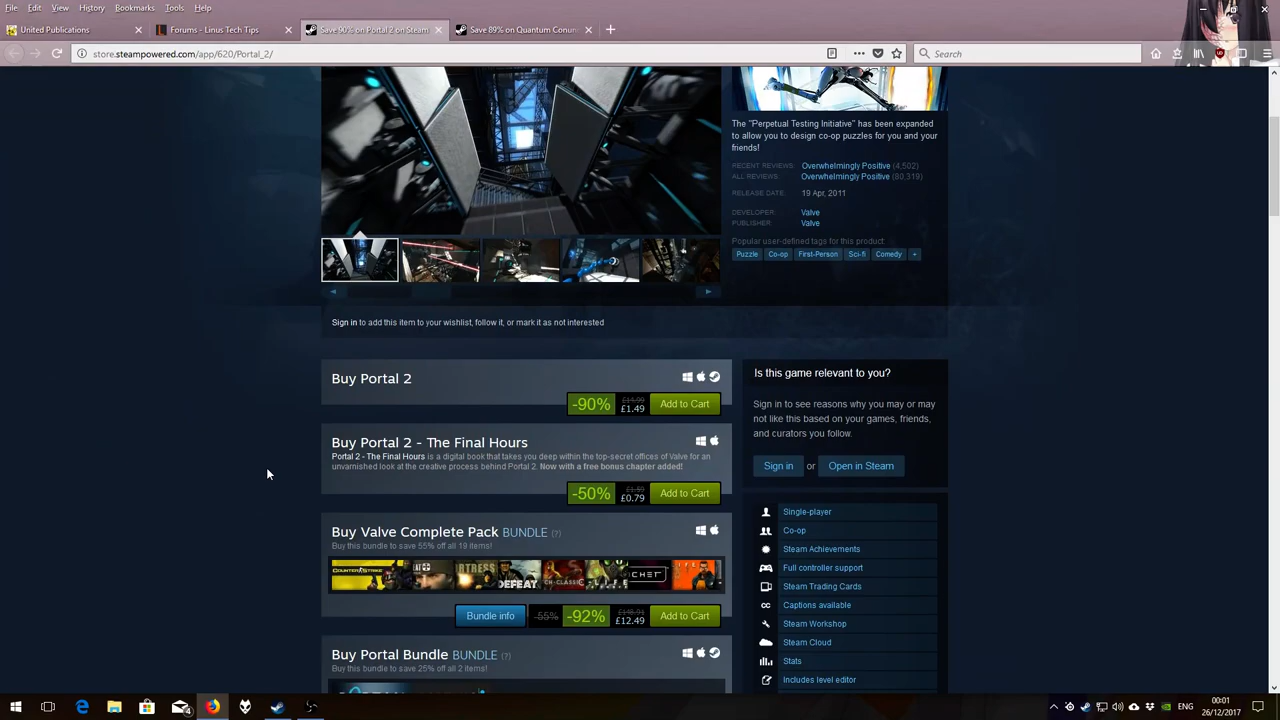 File Edit View History Bookmarks Tools Help
United Publications
Forums - Linus Tech Tips
Save 90% on Portal 2 on Steam
Save 89% on Quantum Conun
store.steampowered.com/app/620/Portal_2/
Search
The "Perpetual Testing Initiative" has been expanded
to allow you to design co-op puzzles for you and your
friends!
RECENT REVIEWS: Overwhelmingly Positive (4,502)
ALL REVIEWS: Overwhelmingly Positive (80,319)
RELEASE DATE: 19 Apr, 2011
DEVELOPER: Valve
PUBLISHER: Valve
Popular user-defined tags for this product:
Puzzle Co-op First-Person Sci-fi Comedy +
Sign in to add this item to your wishlist, follow it, or mark it as not interested
Buy Portal 2
-90% £14.99 £1.49 Add to Cart
Buy Portal 2 - The Final Hours
Portal 2 - The Final Hours is a digital book that takes you deep within the top-secret offices of Valve for an
unvarnished look at the creative process behind Portal 2. Now with a free bonus chapter added!
-50% £1.59 £0.79 Add to Cart
Buy Valve Complete Pack BUNDLE (?)
Buy this bundle to save 55% off all 19 items!
COUNTER-STRIKE
DEFEAT
Bundle info -55% -92% £12.49 Add to Cart
Buy Portal Bundle BUNDLE (?)
Buy this bundle to save 25% off all 2 items!
Is this game relevant to you?
Sign in to see reasons why you may or may
not like this based on your games, friends,
and curators you follow.
Sign in or Open in Steam
Single-player
Co-op
Steam Achievements
Full controller support
Steam Trading Cards
CC Captions available
Steam Workshop
Steam Cloud
Stats
Includes level editor
ENG
00:01
26/12/2017